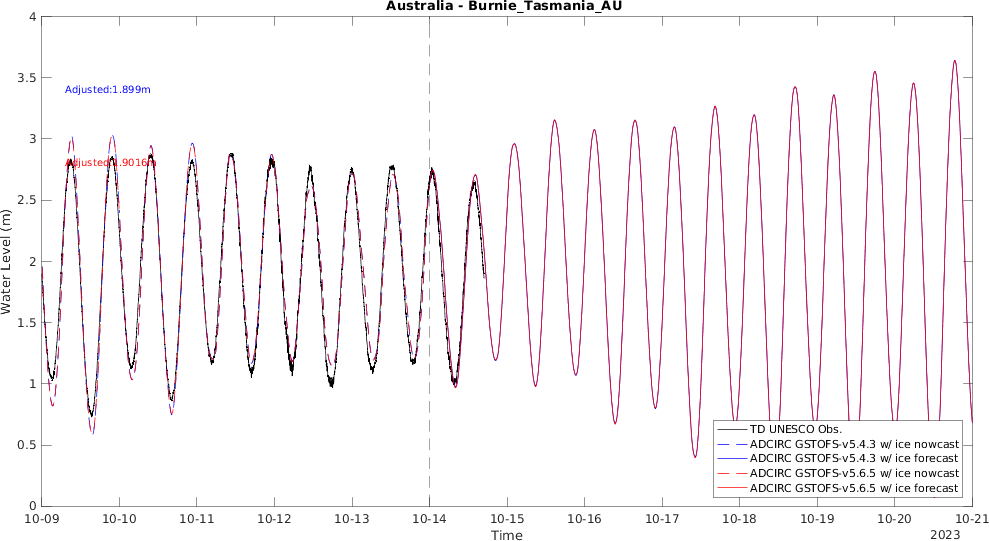 Australia - Burnie_Tasmania_AU
4
3.5
3
2.5
2
1.5
1
0.5
0
Water Level (m)
Adjusted:1.899m
Adjusted:1.9016m
TD UNESCO Obs.
ADCIRC GSTOFS-v5.4.3 w/ ice nowcast
ADCIRC GSTOFS-v5.4.3 w/ ice forecast
ADCIRC GSTOFS-v5.6.5 w/ ice nowcast
ADCIRC GSTOFS-v5.6.5 w/ ice forecast
10-09 10-10 10-11 10-12 10-13 10-14 10-15 10-16 10-17 10-18 10-19 10-20 10-21
Time
2023